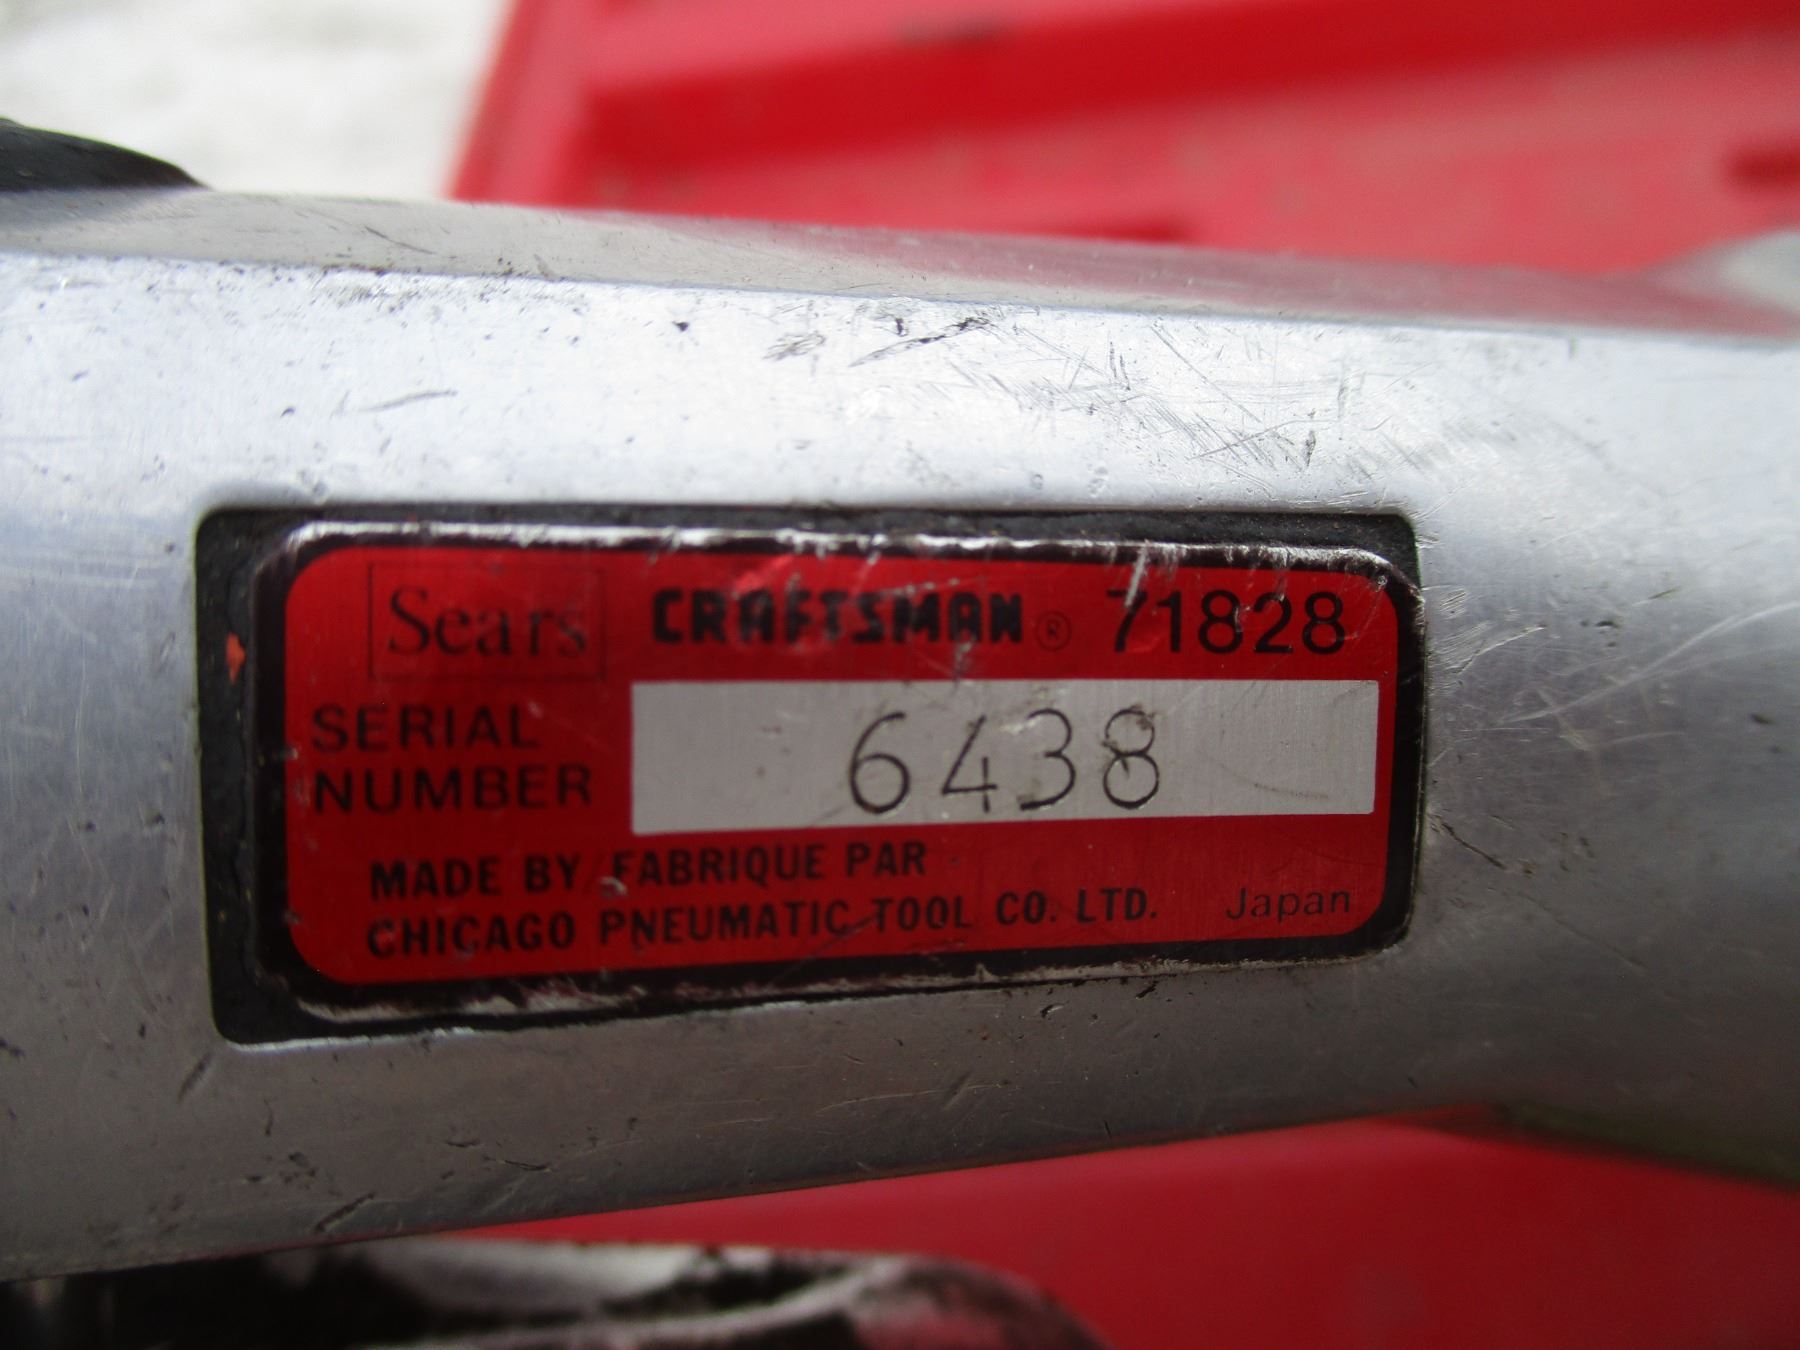 Sears CRAFTSMAN ® 71828
SERIAL
NUMBER 6438
MADE BY / FABRIQUE PAR
CHICAGO PNEUMATIC TOOL CO. LTD. Japan